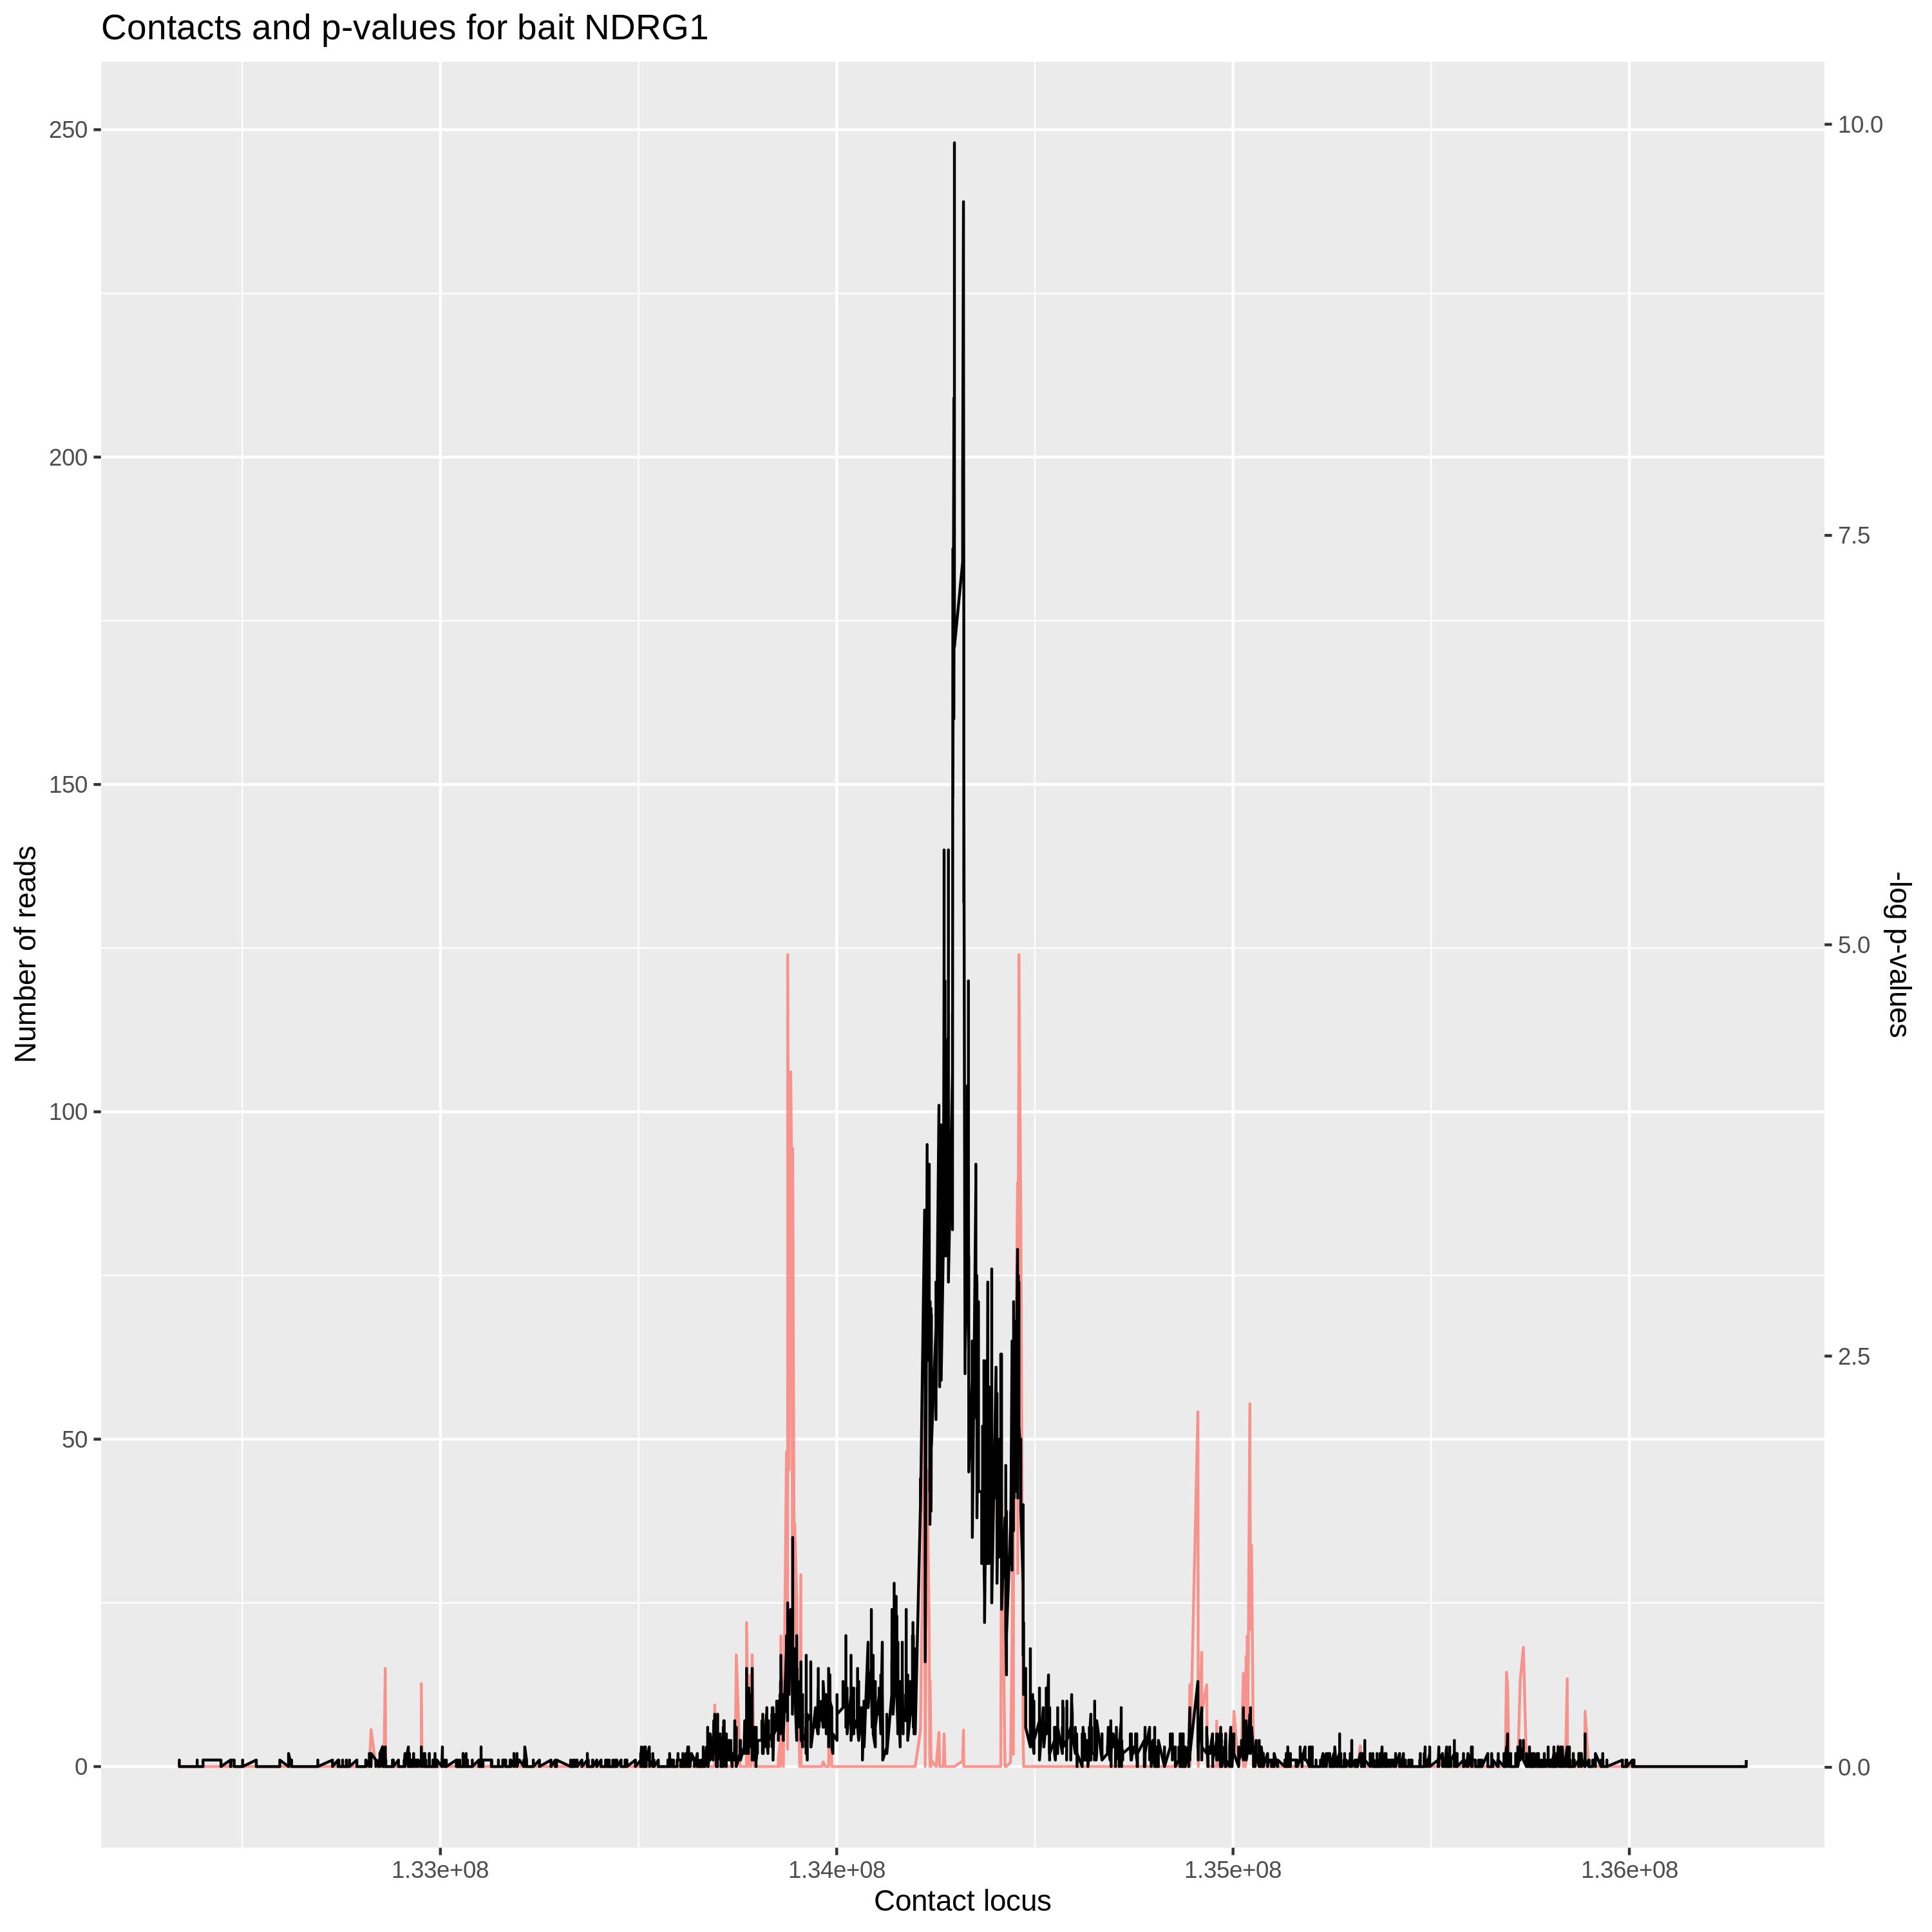 Contacts and p-values for bait NDRG1
250
200
150
100
50
0
Number of reads
10.0
7.5
5.0
2.5
0.0
-log p-values
1.33e+08
1.34e+08
1.35e+08
1.36e+08
Contact locus